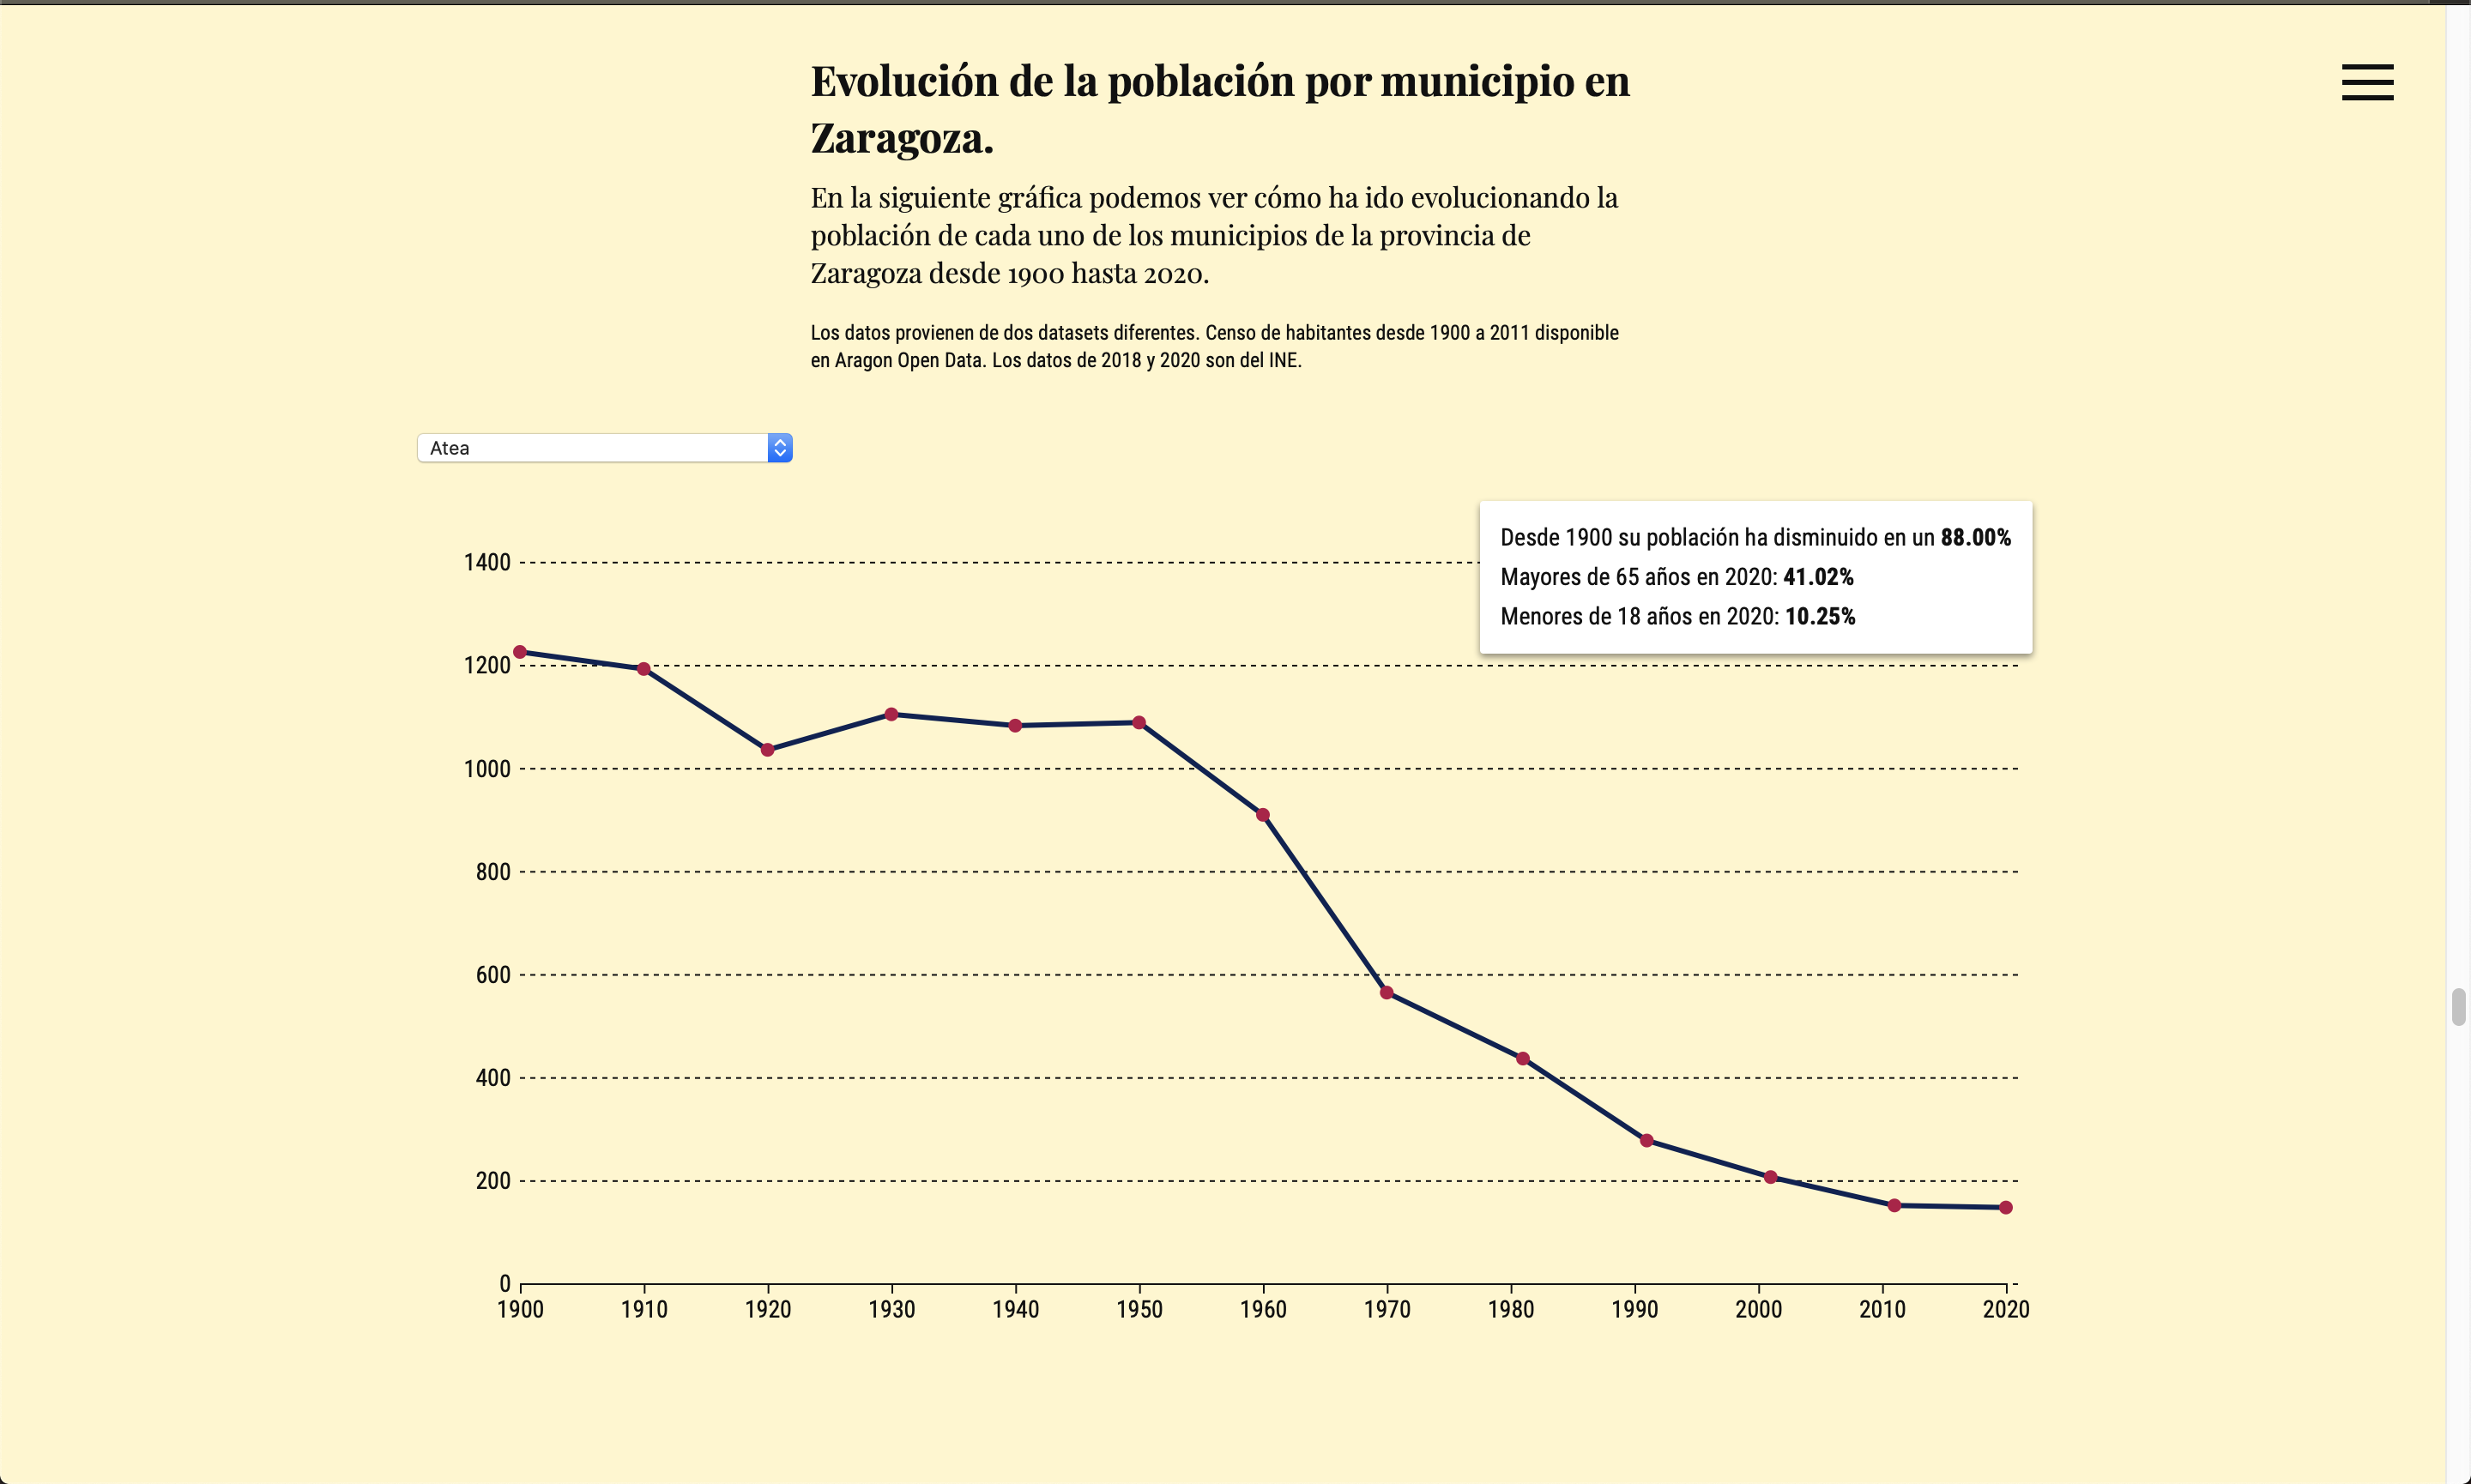 Evolución de la población por municipio en
Zaragoza.
En la siguiente gráfica podemos ver cómo ha ido evolucionando la
población de cada uno de los municipios de la provincia de
Zaragoza desde 1900 hasta 2020.
Los datos provienen de dos datasets diferentes. Censo de habitantes desde 1900 a 2011 disponible
en Aragon Open Data. Los datos de 2018 y 2020 son del INE.
Atea
Desde 1900 su población ha disminuido en un 88.00%
Mayores de 65 años en 2020: 41.02%
Menores de 18 años en 2020: 10.25%
1400
1200
1000
800
600
400
200
0
1900 1910 1920 1930 1940 1950 1960 1970 1980 1990 2000 2010 2020